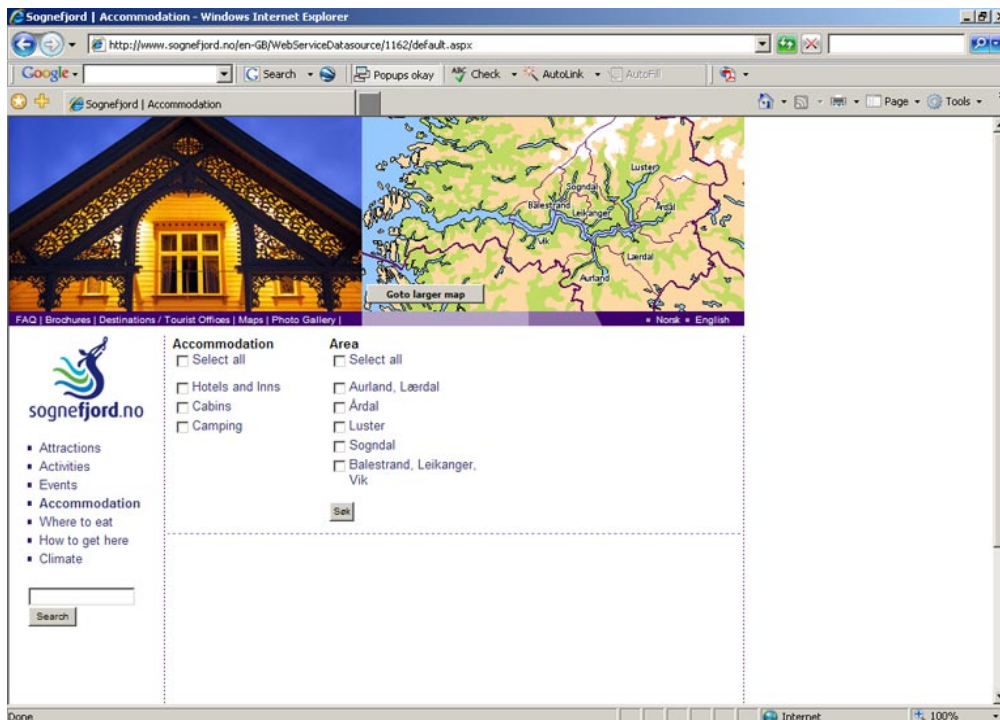 Sognefjord | Accommodation - Windows Internet Explorer
http://www.sognefjord.no/en-GB/WebServiceDatasource/1162/default.aspx
Google
Search
Popups okay
Check
AutoLink
AutoFill
Sognefjord | Accommodation
Page
Tools
Luster
Sogndal
Balestrand
Leikanger
Årdal
Vik
Lærdal
Aurland
Goto larger map
FAQ | Brochures | Destinations / Tourist Offices | Maps | Photo Gallery |
Norsk
English
sognefjord.no
Attractions
Activities
Events
Accommodation
Where to eat
How to get here
Climate
Search
Accommodation
Select all
Hotels and Inns
Cabins
Camping
Area
Select all
Aurland, Lærdal
Årdal
Luster
Sogndal
Balestrand, Leikanger,
Vik
Søk
Done
Internet
100%